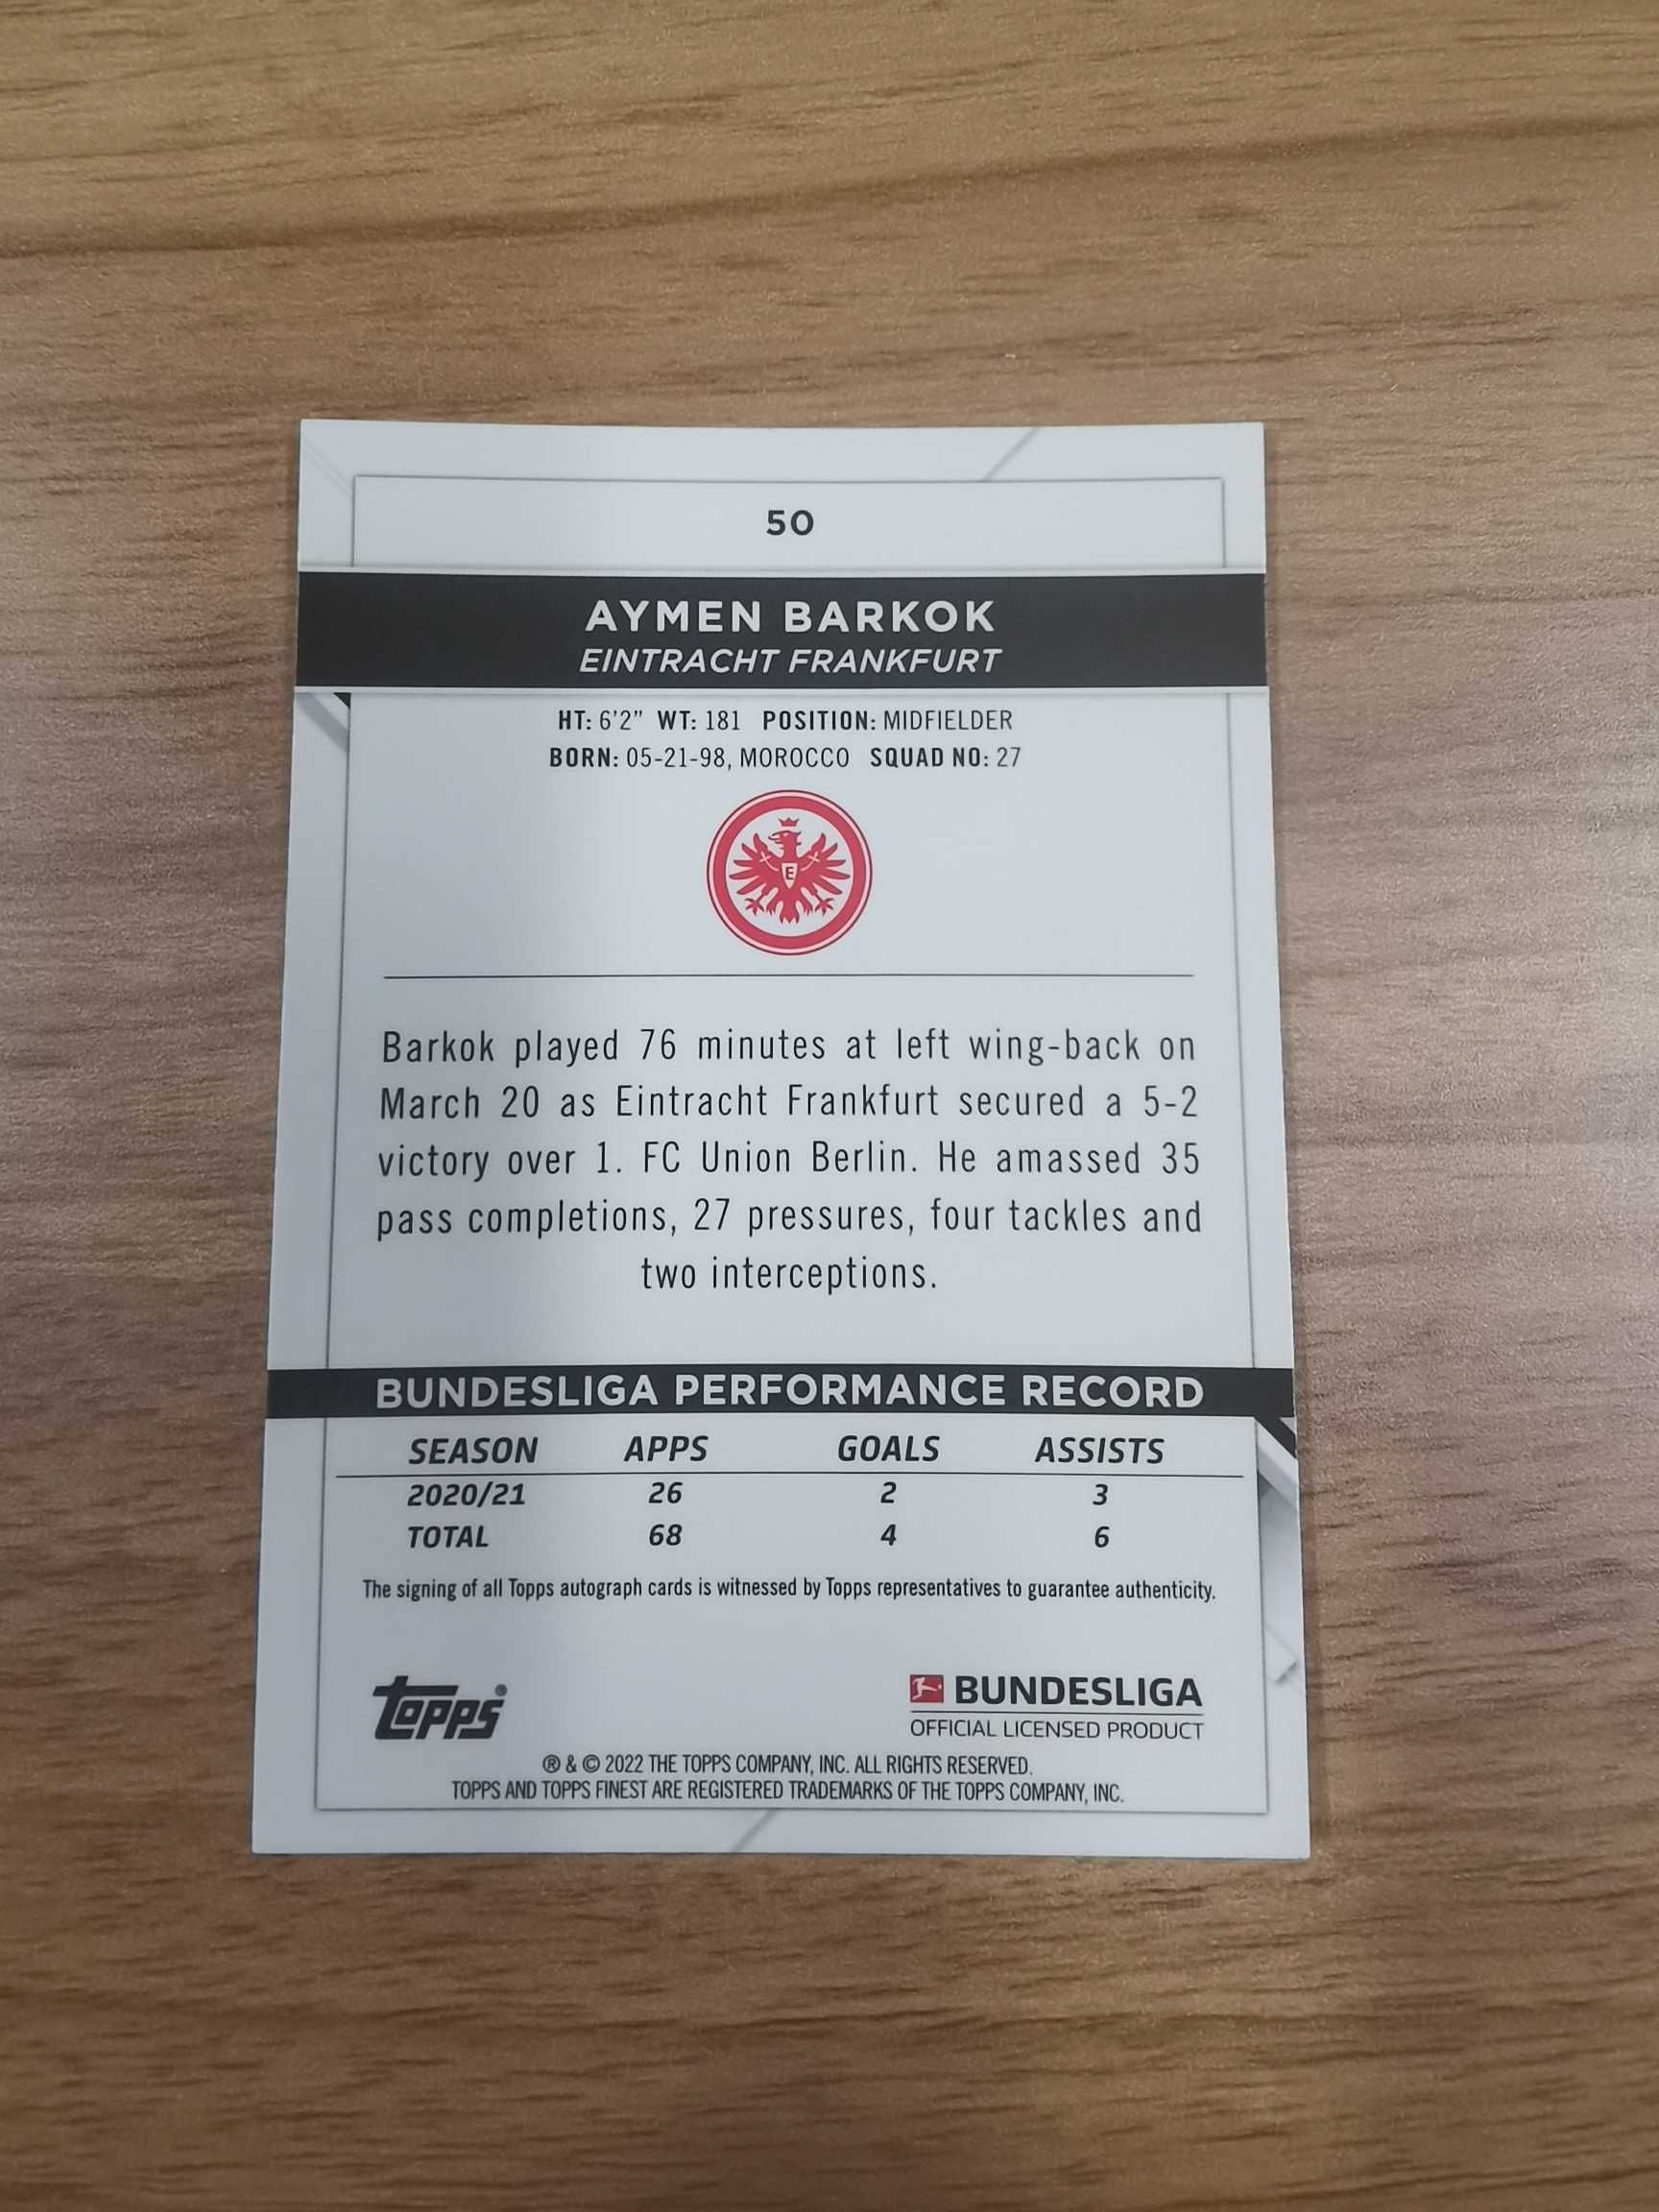 50
AYMEN BARKOK
EINTRACHT FRANKFURT
HT: 6'2" WT: 181 POSITION: MIDFIELDER
BORN: 05-21-98, MOROCCO SQUAD NO: 27
E
Barkok played 76 minutes at left wing-back on
March 20 as Eintracht Frankfurt secured a 5-2
victory over 1. FC Union Berlin. He amassed 35
pass completions, 27 pressures, four tackles and
two interceptions.
BUNDESLIGA PERFORMANCE RECORD
SEASON APPS GOALS ASSISTS
2020/21 26 2 3
TOTAL 68 4 6
The signing of all Topps autograph cards is witnessed by Topps representatives to guarantee authenticity.
topps®
BUNDESLIGA
OFFICIAL LICENSED PRODUCT
® & © 2022 THE TOPPS COMPANY, INC. ALL RIGHTS RESERVED.
TOPPS AND TOPPS FINEST ARE REGISTERED TRADEMARKS OF THE TOPPS COMPANY, INC.